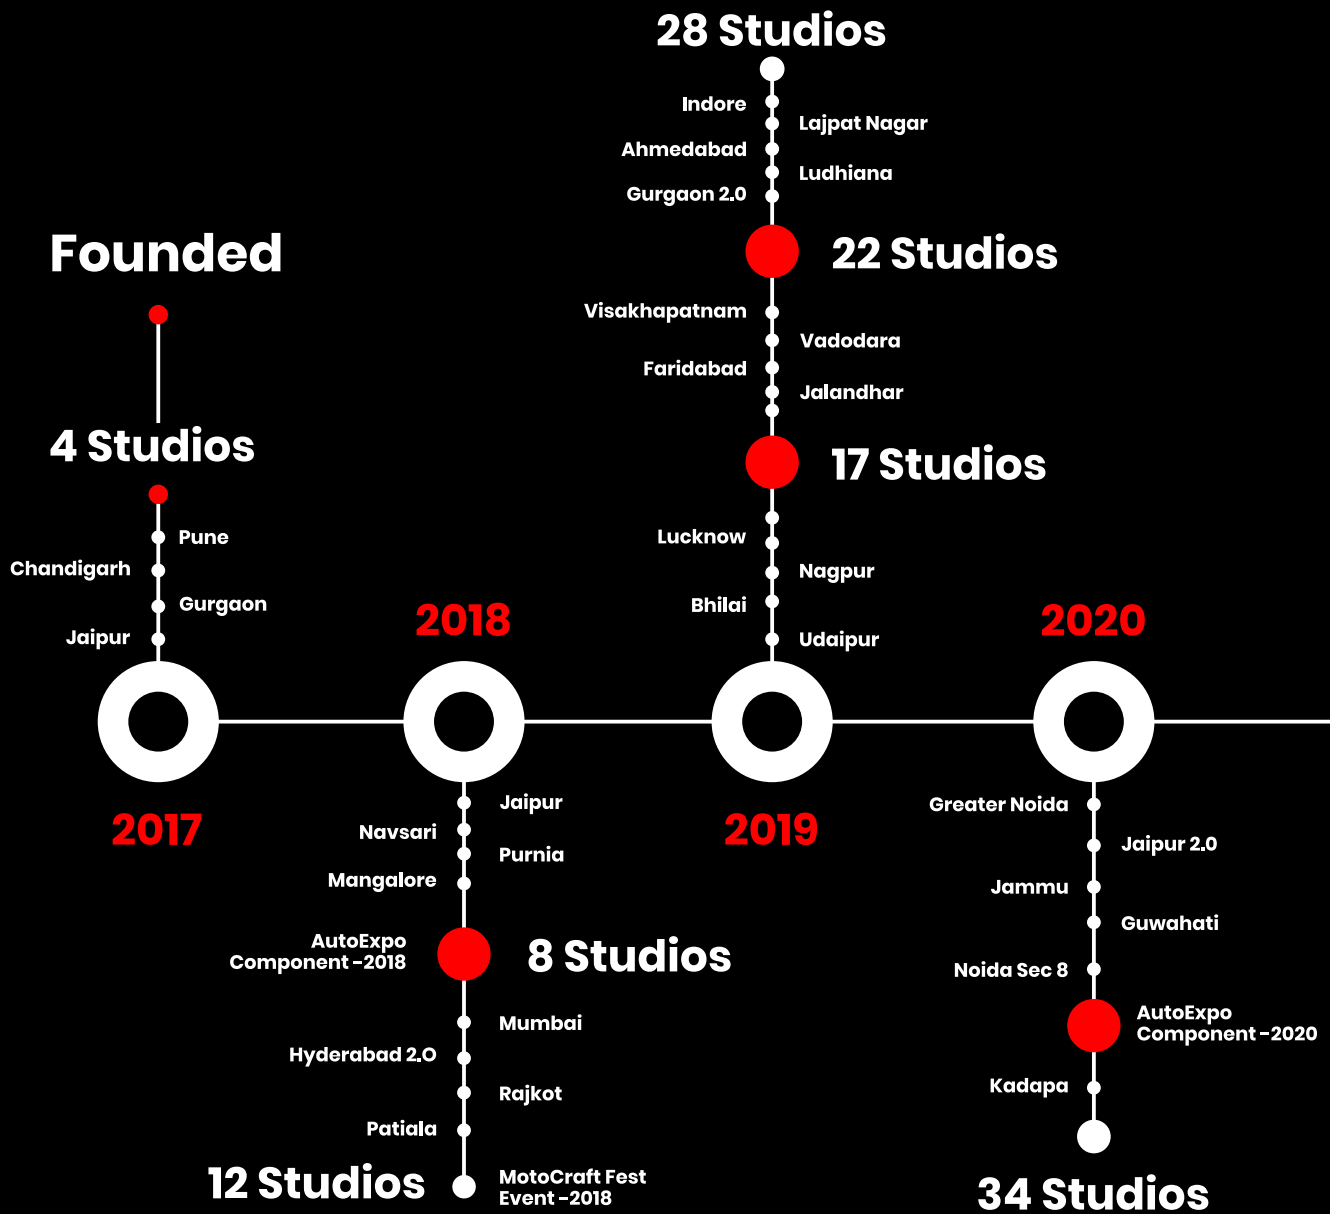 Founded
4 Studios
Pune
Chandigarh
Gurgaon
Jaipur
2017
2018
Jaipur
Navsari
Purnia
Mangalore
AutoExpo
Component -2018
8 Studios
Mumbai
Hyderabad 2.O
Rajkot
Patiala
12 Studios
MotoCraft Fest
Event -2018
28 Studios
Indore
Lajpat Nagar
Ahmedabad
Ludhiana
Gurgaon 2.0
22 Studios
Visakhapatnam
Vadodara
Faridabad
Jalandhar
17 Studios
Lucknow
Nagpur
Bhilai
Udaipur
2019
2020
Greater Noida
Jaipur 2.0
Jammu
Guwahati
Noida Sec 8
AutoExpo
Component -2020
Kadapa
34 Studios